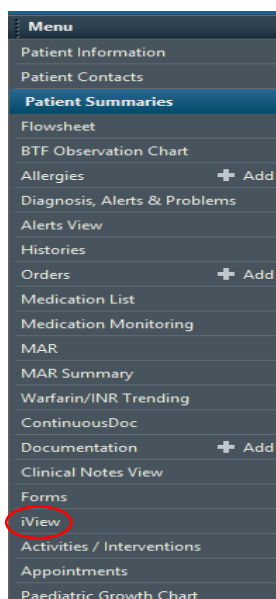 Menu
Patient Information
Patient Contacts
Patient Summaries
Flowsheet
BTF Observation Chart
Allergies + Add
Diagnosis, Alerts & Problems
Alerts View
Histories
Orders + Add
Medication List
Medication Monitoring
MAR
MAR Summary
Warfarin/INR Trending
ContinuousDoc
Documentation + Add
Clinical Notes View
Forms
iView
Activities / Interventions
Appointments
Paediatric Growth Chart